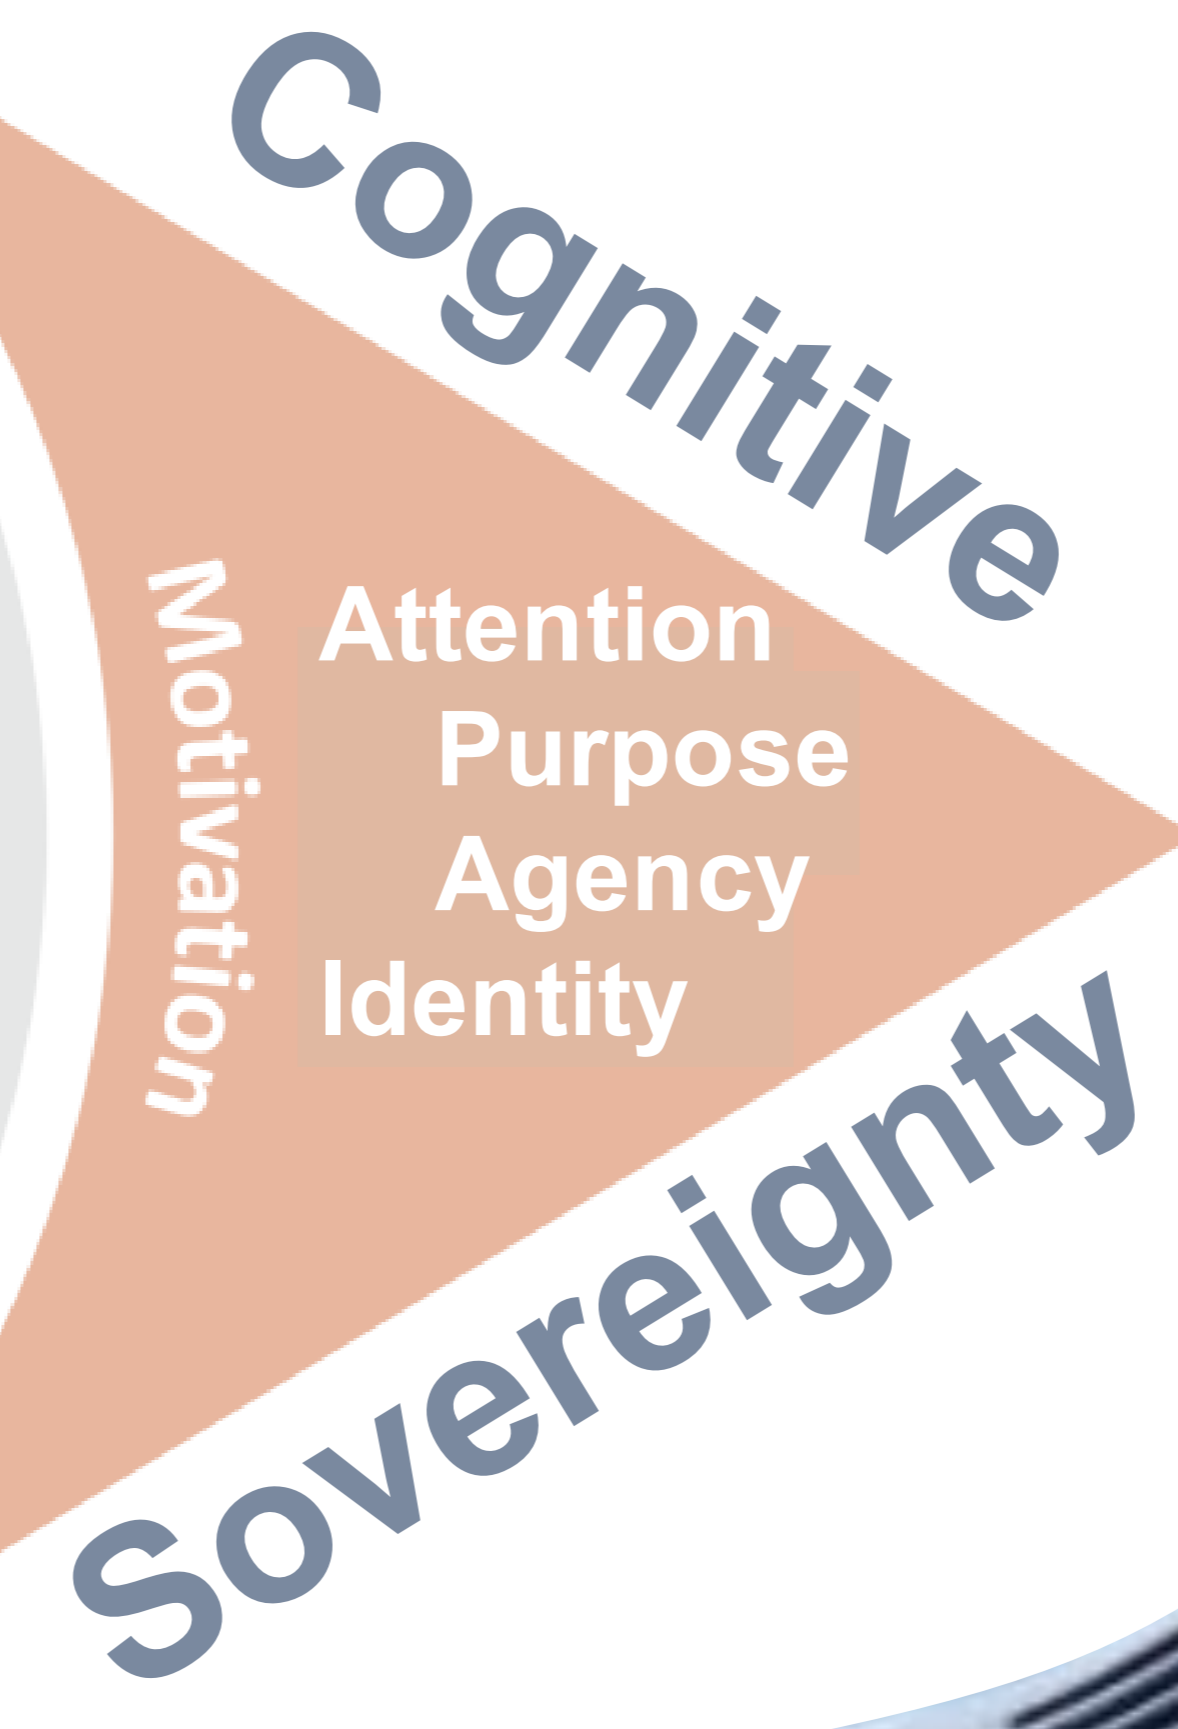 Cognitive
Motivation
Attention
Purpose
Agency
Identity
Sovereignty